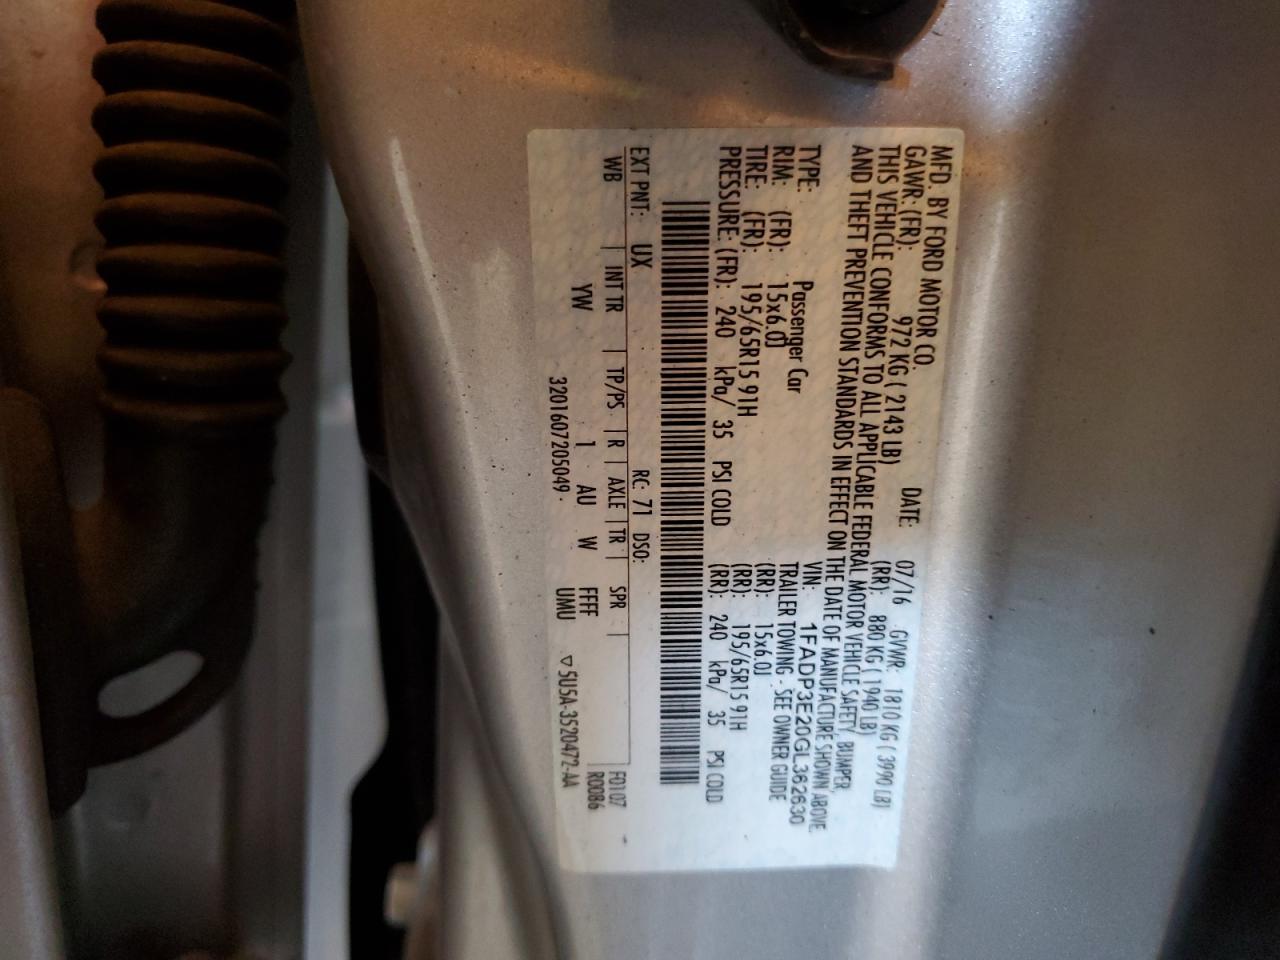 MFD. BY FORD MOTOR CO.
DATE: 07/16 GVWR: 1810 KG ( 3990 LB)
GAWR: (FR): 972 KG ( 2143 LB) (RR): 880 KG ( 1940 LB)
THIS VEHICLE CONFORMS TO ALL APPLICABLE FEDERAL MOTOR VEHICLE SAFETY, BUMPER,
AND THEFT PREVENTION STANDARDS IN EFFECT ON THE DATE OF MANUFACTURE SHOWN ABOVE.
VIN: 1FADP3E20GL362630
TYPE: Passenger Car TRAILER TOWING - SEE OWNER GUIDE
RIM: (FR): 15x6.0J (RR): 15x6.0J
TIRE: (FR): 195/65R15 91H (RR): 195/65R15 91H
PRESSURE: (FR): 240 kPa/ 35 PSI COLD (RR): 240 kPa/ 35 PSI COLD
EXT PNT: UX RC: 71 DSO:
WB | INT TR | TP/PS | R | AXLE | TR | SPR | F0107
YW 1 AU W FFFF R0086
3201607205049 UMU ▽ 5U5A-3520472-AA